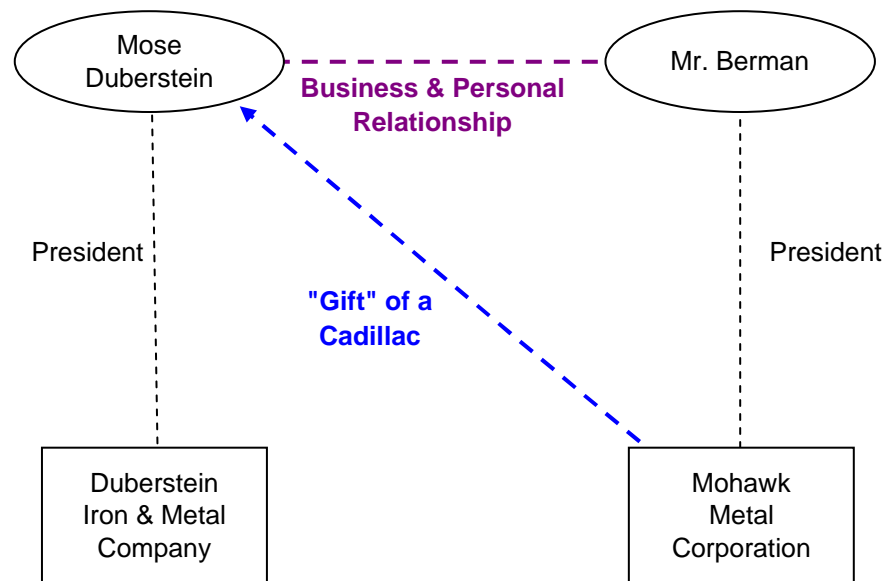 Mose
Duberstein
Mr. Berman
Business & Personal
Relationship
President
President
"Gift" of a
Cadillac
Duberstein
Iron & Metal
Company
Mohawk
Metal
Corporation